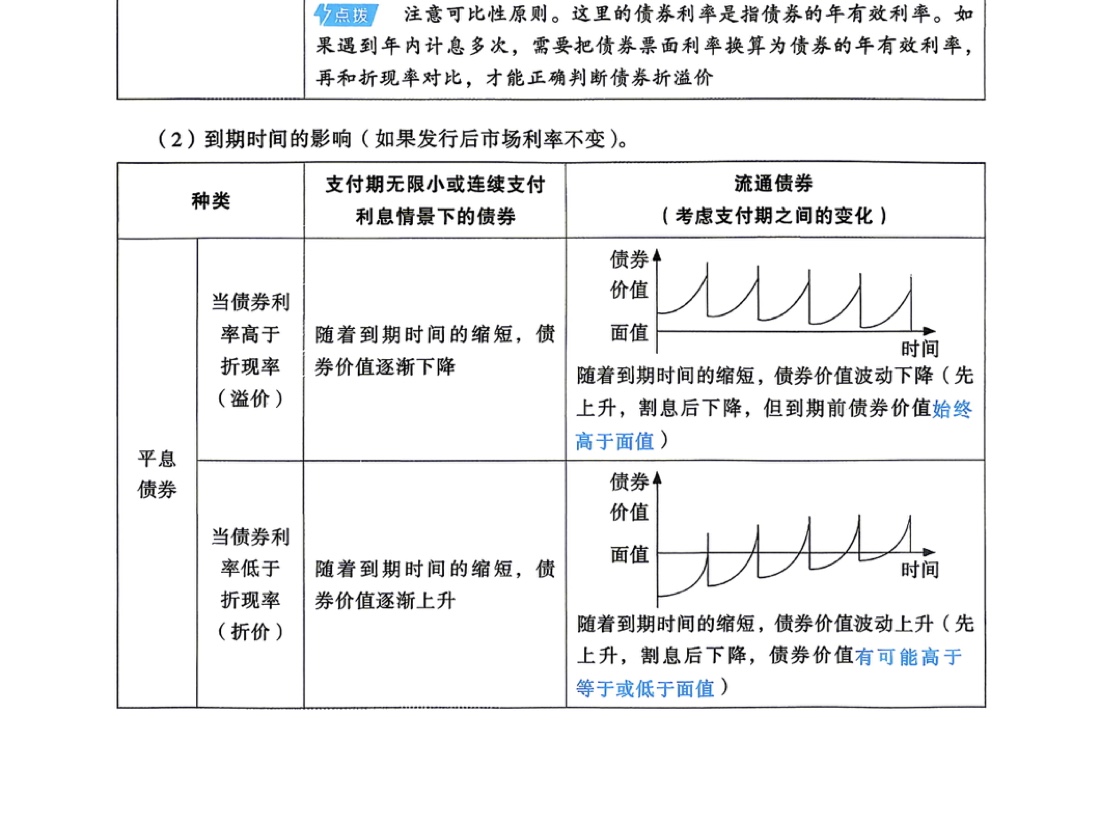 点拨 注意可比性原则。这里的债券利率是指债券的年有效利率。如
果遇到年内计息多次，需要把债券票面利率换算为债券的年有效利率，
再和折现率对比，才能正确判断债券折溢价
（2）到期时间的影响（如果发行后市场利率不变）。
种类
支付期无限小或连续支付
利息情景下的债券
流通债券
（考虑支付期之间的变化）
平息
债券
当债券利
率高于
折现率
（溢价）
随着到期时间的缩短，债
券价值逐渐下降
债券
价值
面值
时间
随着到期时间的缩短，债券价值波动下降（先
上升，割息后下降，但到期前债券价值始终
高于面值）
当债券利
率低于
折现率
（折价）
随着到期时间的缩短，债
券价值逐渐上升
债券
价值
面值
时间
随着到期时间的缩短，债券价值波动上升（先
上升，割息后下降，债券价值有可能高于
等于或低于面值）